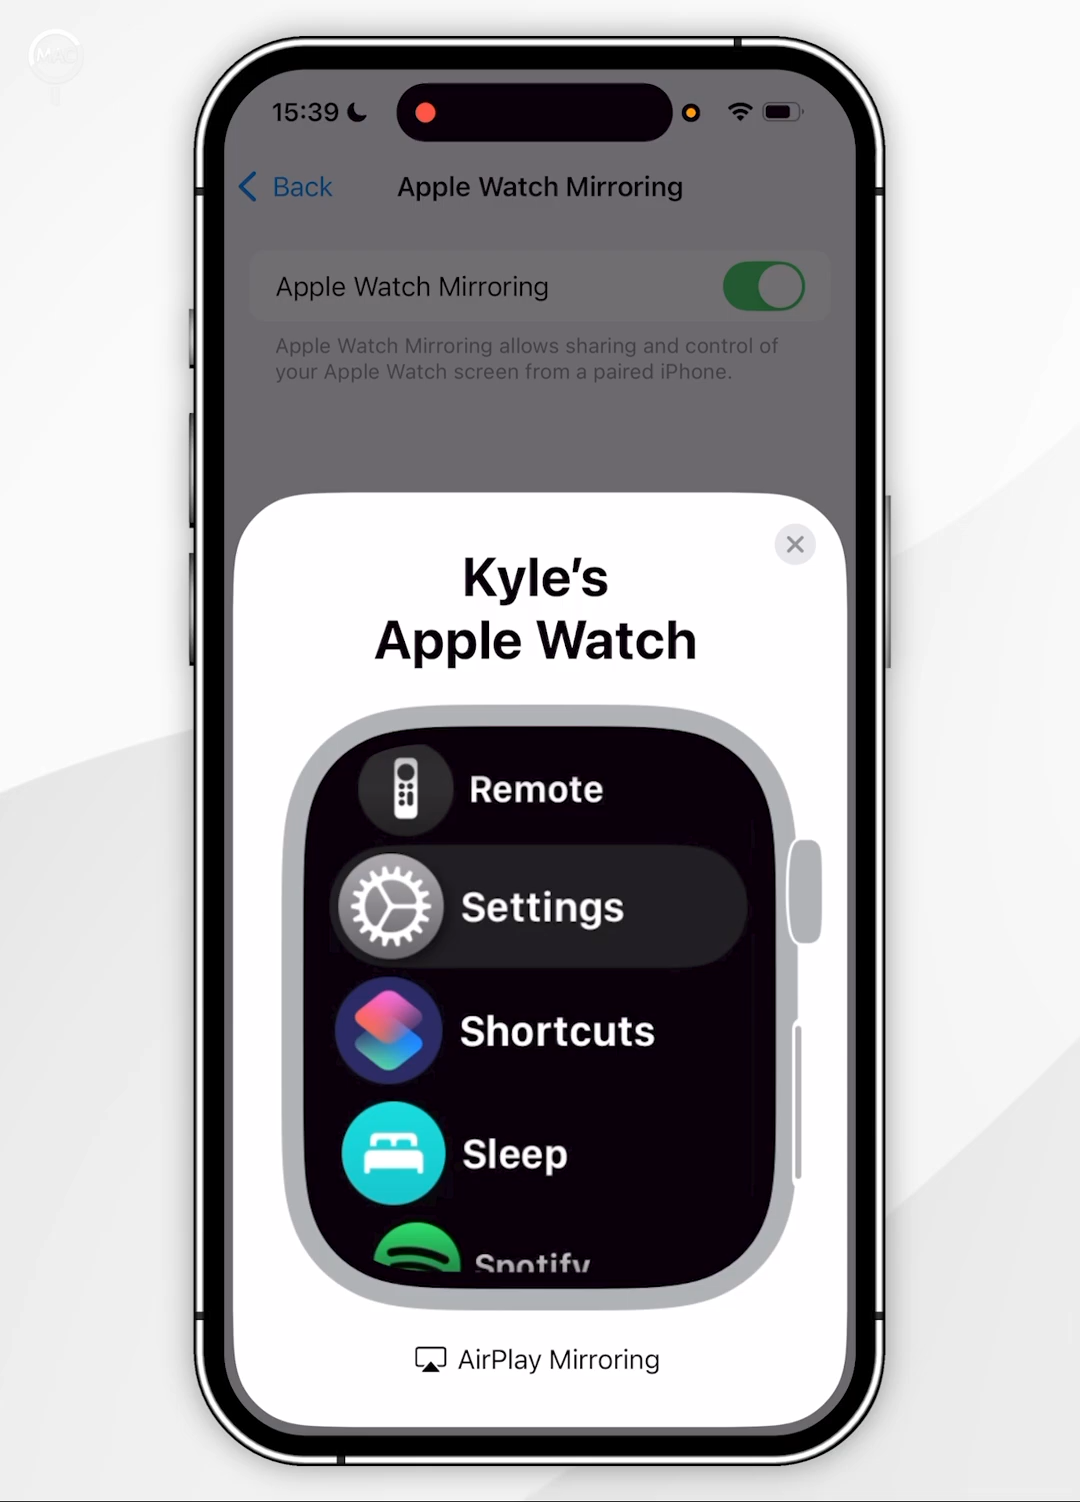 MAC
15:39
Back
Apple Watch Mirroring
Apple Watch Mirroring
Apple Watch Mirroring allows sharing and control of
your Apple Watch screen from a paired iPhone.
Kyle’s
Apple Watch
Remote
Settings
Shortcuts
Sleep
Spotify
AirPlay Mirroring